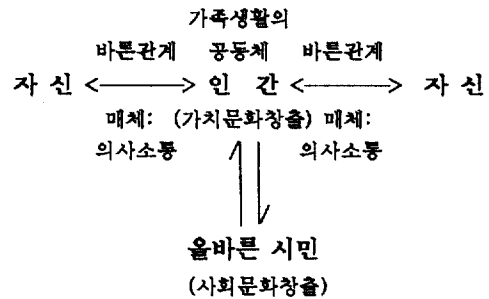 가족생활의
바른관계 공동체 바른관계
자 신 <———> 인 간 <———> 자 신
매체: (가치문화창출) 매체:
의사소통 의사소통
올바른 시민
(사회문화창출)